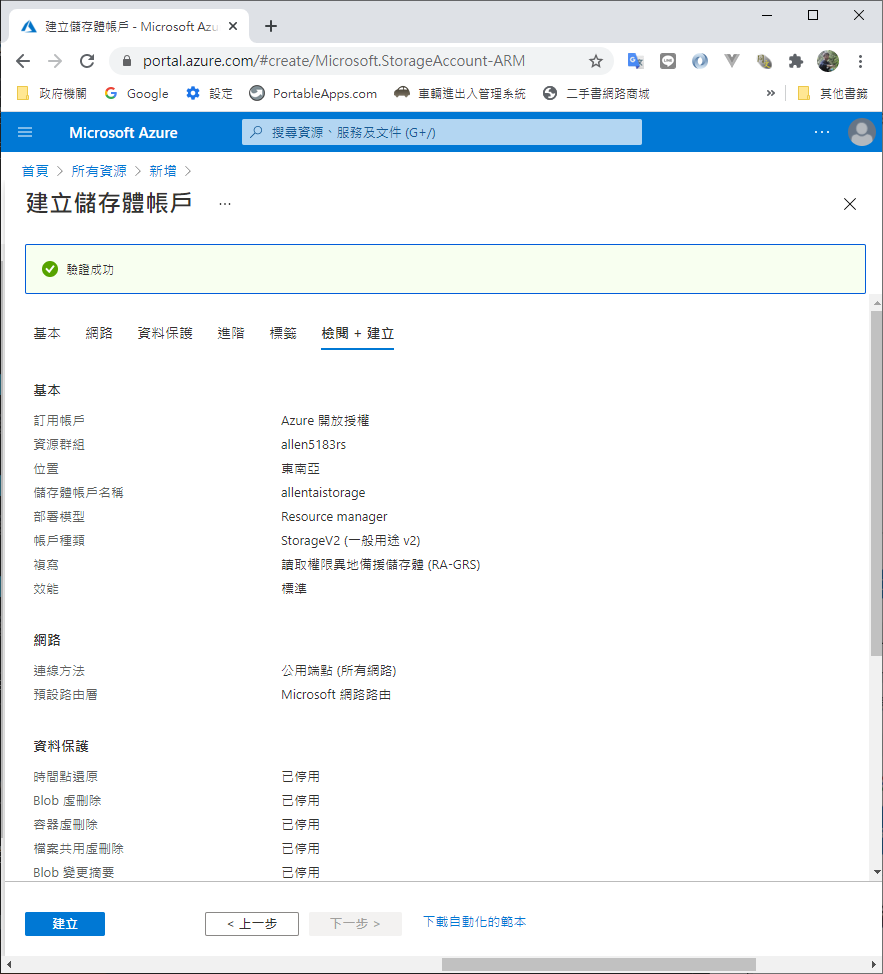 建立儲存體帳戶 - Microsoft Azu
portal.azure.com/#create/Microsoft.StorageAccount-ARM
政府機關 Google 設定 PortableApps.com 車輛進出入管理系統 二手書網路商城 » 其他書籤
Microsoft Azure 搜尋資源、服務及文件 (G+/) ...
首頁 > 所有資源 > 新增 >
建立儲存體帳戶 ...
驗證成功
基本 網路 資料保護 進階 標籤 檢閱 + 建立
基本
訂用帳戶 Azure 開放授權
資源群組 allen5183rs
位置 東南亞
儲存體帳戶名稱 allentaistorage
部署模型 Resource manager
帳戶種類 StorageV2 (一般用途 v2)
複寫 讀取權限異地備援儲存體 (RA-GRS)
效能 標準
網路
連線方法 公用端點 (所有網路)
預設路由層 Microsoft 網路路由
資料保護
時間點還原 已停用
Blob 虛刪除 已停用
容器虛刪除 已停用
檔案共用虛刪除 已停用
Blob 變更摘要 已停用
建立 < 上一步 下一步 > 下載自動化的範本